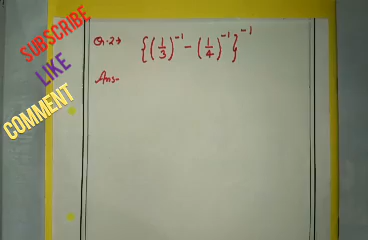 SUBSCRIBE
LIKE
COMMENT
Q.2→ {(1/3)⁻¹ − (1/4)⁻¹}⁻¹
Ans-